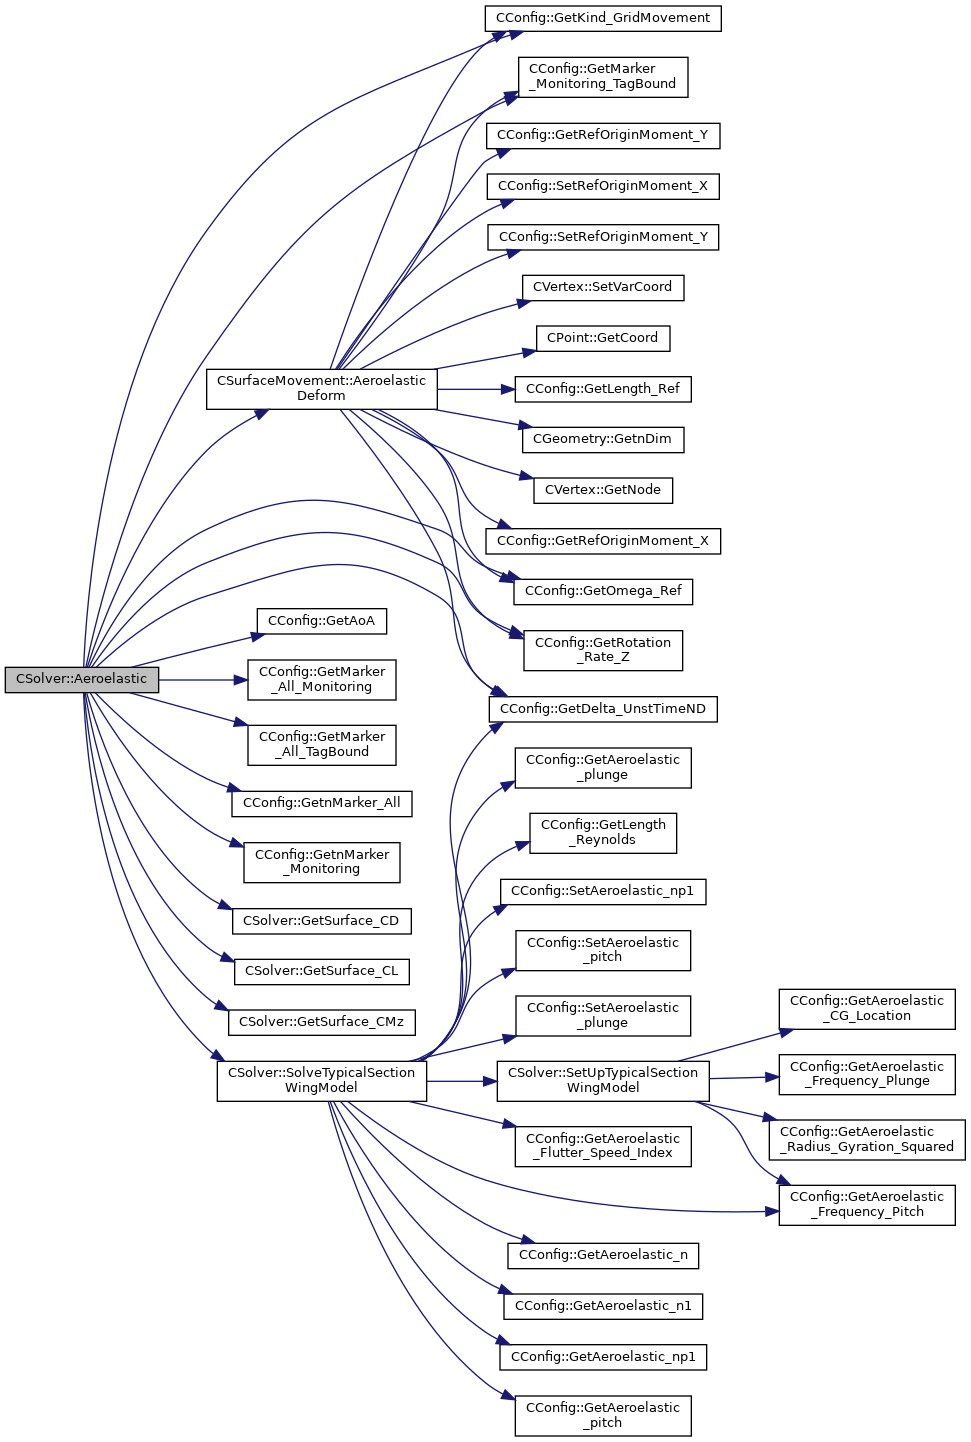 CConfig::GetKind_GridMovement
CConfig::GetMarker
_Monitoring_TagBound
CConfig::GetRefOriginMoment_Y
CConfig::SetRefOriginMoment_X
CConfig::SetRefOriginMoment_Y
CVertex::SetVarCoord
CPoint::GetCoord
CSurfaceMovement::Aeroelastic
Deform
CConfig::GetLength_Ref
CGeometry::GetnDim
CVertex::GetNode
CConfig::GetRefOriginMoment_X
CConfig::GetOmega_Ref
CConfig::GetAoA
CConfig::GetRotation
_Rate_Z
CSolver::Aeroelastic
CConfig::GetMarker
_All_Monitoring
CConfig::GetDelta_UnstTimeND
CConfig::GetMarker
_All_TagBound
CConfig::GetAeroelastic
_plunge
CConfig::GetnMarker_All
CConfig::GetLength
_Reynolds
CConfig::GetnMarker
_Monitoring
CConfig::SetAeroelastic_np1
CSolver::GetSurface_CD
CConfig::SetAeroelastic
_pitch
CSolver::GetSurface_CL
CConfig::SetAeroelastic
_plunge
CConfig::GetAeroelastic
_CG_Location
CSolver::GetSurface_CMz
CSolver::SolveTypicalSection
WingModel
CSolver::SetUpTypicalSection
WingModel
CConfig::GetAeroelastic
_Frequency_Plunge
CConfig::GetAeroelastic
_Flutter_Speed_Index
CConfig::GetAeroelastic
_Radius_Gyration_Squared
CConfig::GetAeroelastic
_Frequency_Pitch
CConfig::GetAeroelastic_n
CConfig::GetAeroelastic_n1
CConfig::GetAeroelastic_np1
CConfig::GetAeroelastic
_pitch